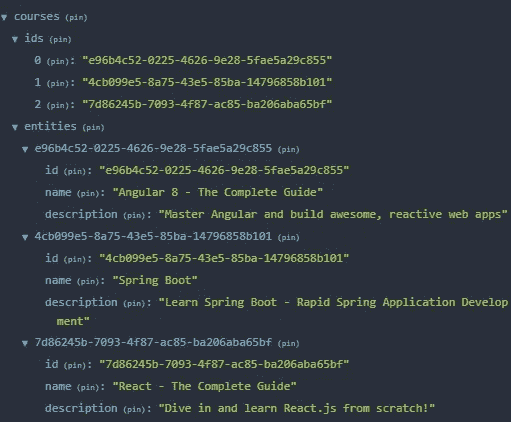 courses (pin)
ids (pin)
0 (pin): "e96b4c52-0225-4626-9e28-5fae5a29c855"
1 (pin): "4cb099e5-8a75-43e5-85ba-14796858b101"
2 (pin): "7d86245b-7093-4f87-ac85-ba206aba65bf"
entities (pin)
e96b4c52-0225-4626-9e28-5fae5a29c855 (pin)
id (pin): "e96b4c52-0225-4626-9e28-5fae5a29c855"
name (pin): "Angular 8 - The Complete Guide"
description (pin): "Master Angular and build awesome, reactive web apps"
4cb099e5-8a75-43e5-85ba-14796858b101 (pin)
id (pin): "4cb099e5-8a75-43e5-85ba-14796858b101"
name (pin): "Spring Boot"
description (pin): "Learn Spring Boot - Rapid Spring Application Develop
ment"
7d86245b-7093-4f87-ac85-ba206aba65bf (pin)
id (pin): "7d86245b-7093-4f87-ac85-ba206aba65bf"
name (pin): "React - The Complete Guide"
description (pin): "Dive in and learn React.js from scratch!"